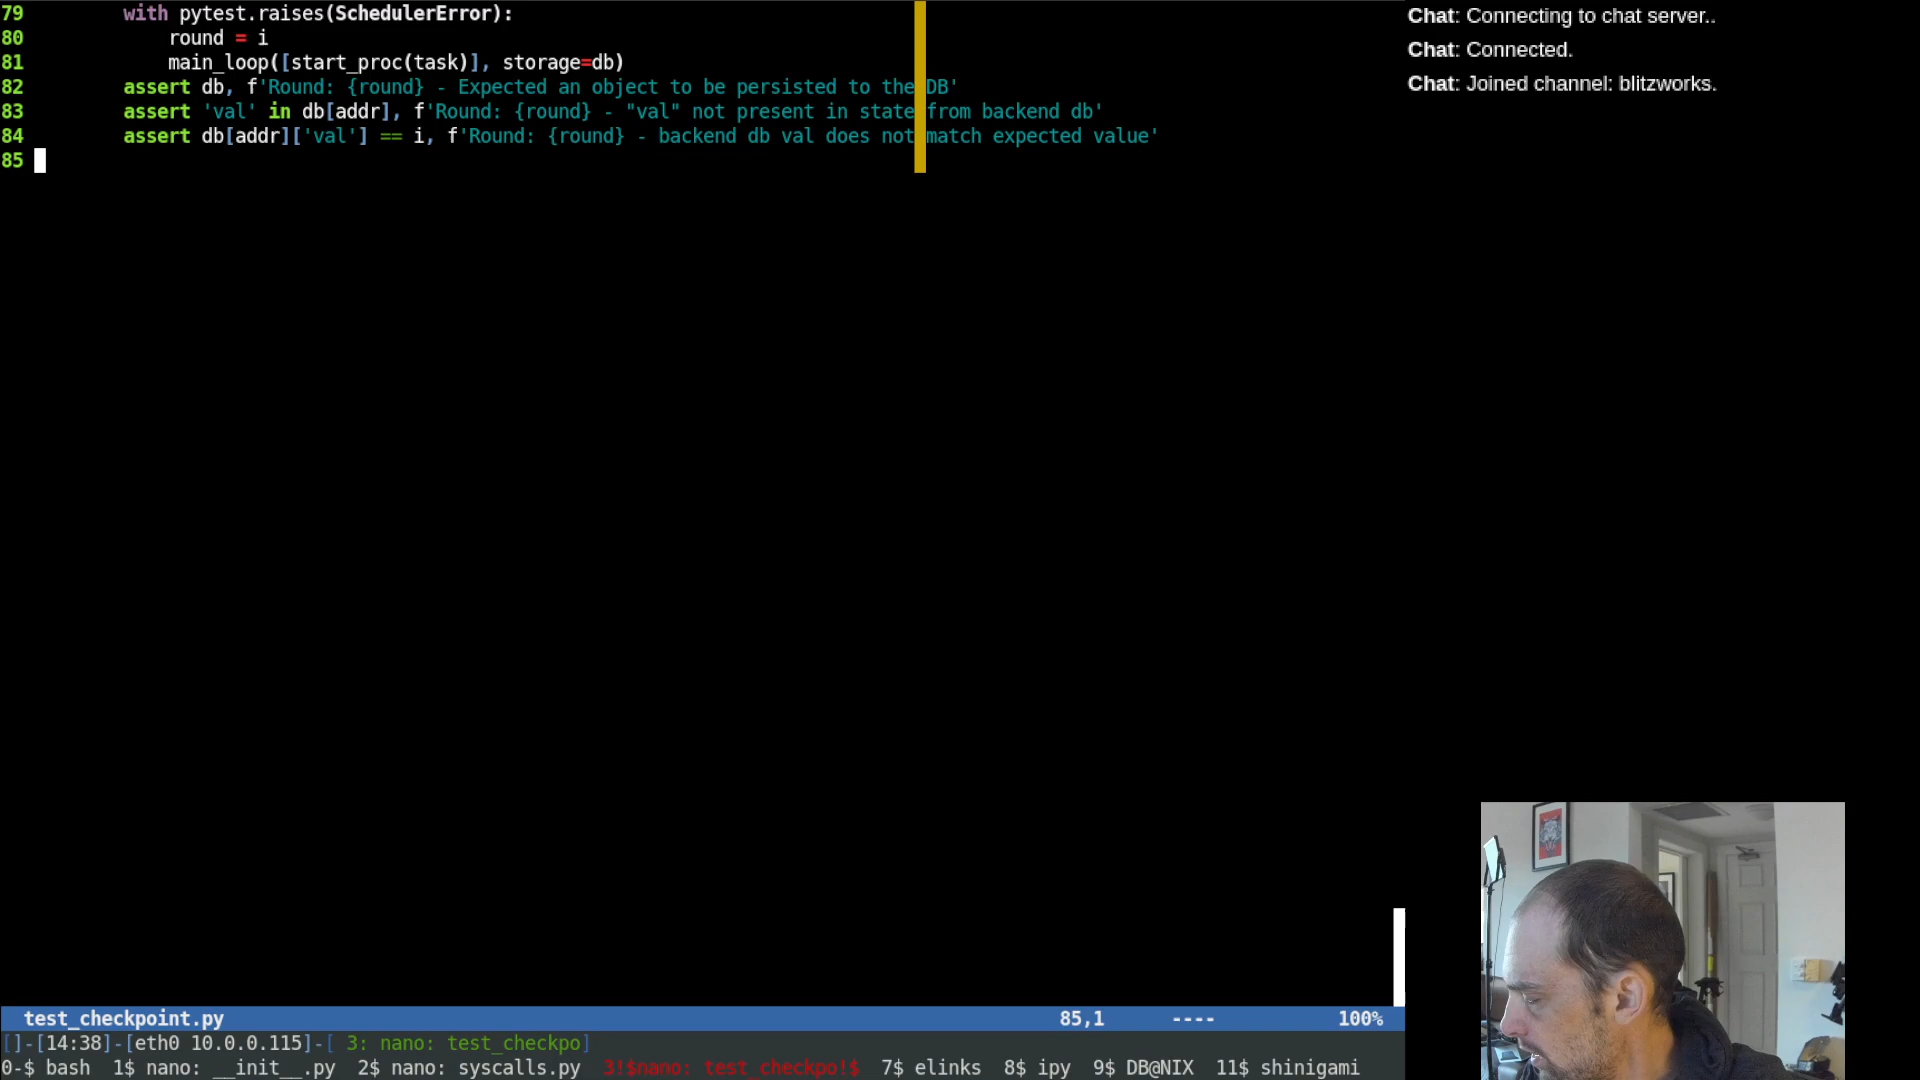 79         with pytest.raises(SchedulerError):
80             round = i
81             main_loop([start_proc(task)], storage=db)
82         assert db, f'Round: {round} - Expected an object to be persisted to the DB'
83         assert 'val' in db[addr], f'Round: {round} - "val" not present in state from backend db'
84         assert db[addr]['val'] == i, f'Round: {round} - backend db val does not match expected value'
85
test_checkpoint.py 85,1 ---- 100%
[]-[14:38]-[eth0 10.0.0.115]-[ 3: nano: test_checkpo]
0-$ bash 1$ nano: __init__.py 2$ nano: syscalls.py 3!$nano: test_checkpo!$ 7$ elinks 8$ ipy 9$ DB@NIX 11$ shinigami
Chat: Connecting to chat server..
Chat: Connected.
Chat: Joined channel: blitzworks.